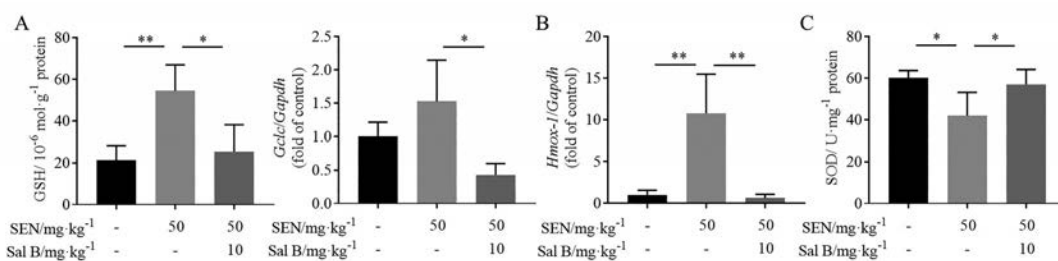 A
GSH/ 10⁻⁶ mol·g⁻¹ protein
80
60
40
20
0
**
*
SEN/mg·kg⁻¹ - 50 50
Sal B/mg·kg⁻¹ - - 10
Gclc/Gapdh
(fold of control)
2.5
2.0
1.5
1.0
0.5
0.0
*
SEN/mg·kg⁻¹ - 50 50
Sal B/mg·kg⁻¹ - - 10
B
Hmox-1/Gapdh
(fold of control)
20
15
10
5
0
**
**
SEN/mg·kg⁻¹ - 50 50
Sal B/mg·kg⁻¹ - - 10
C
SOD/ U·mg⁻¹ protein
80
60
40
20
0
*
*
SEN/mg·kg⁻¹ - 50 50
Sal B/mg·kg⁻¹ - - 10